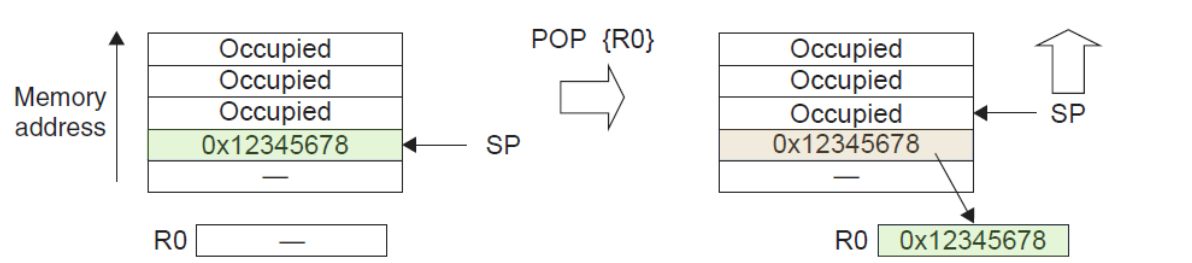 POP {R0}
Memory
address
Occupied
Occupied
Occupied
0x12345678
—
SP
R0
—
Occupied
Occupied
Occupied
0x12345678
—
SP
R0
0x12345678